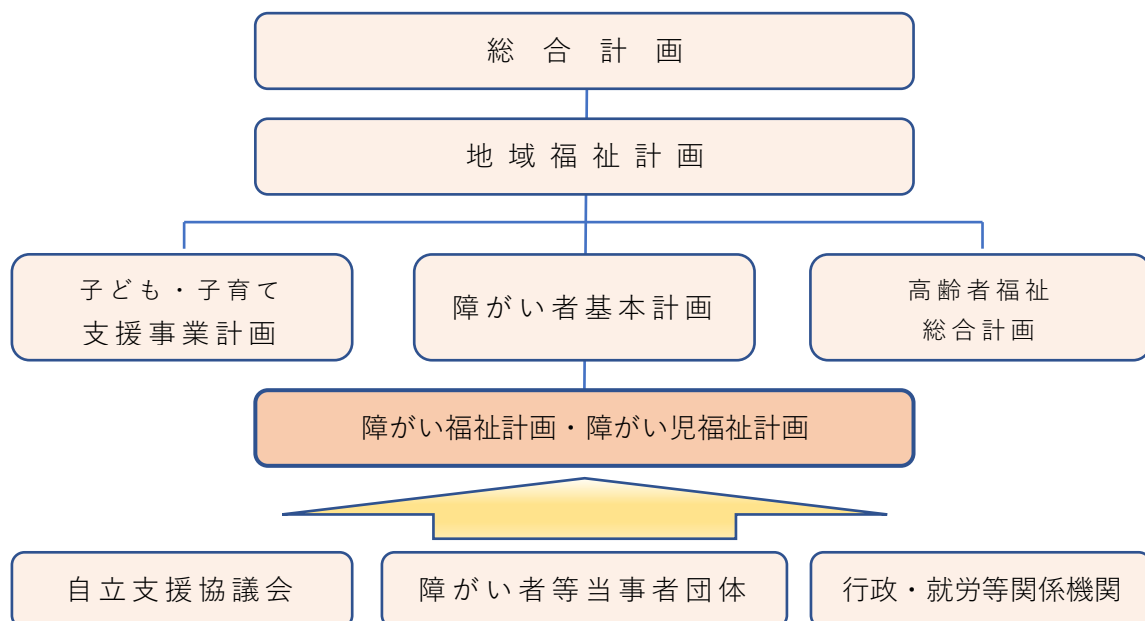 総合計画
地域福祉計画
子ども・子育て
支援事業計画
障がい者基本計画
高齢者福祉
総合計画
障がい福祉計画・障がい児福祉計画
自立支援協議会
障がい者等当事者団体
行政・就労等関係機関